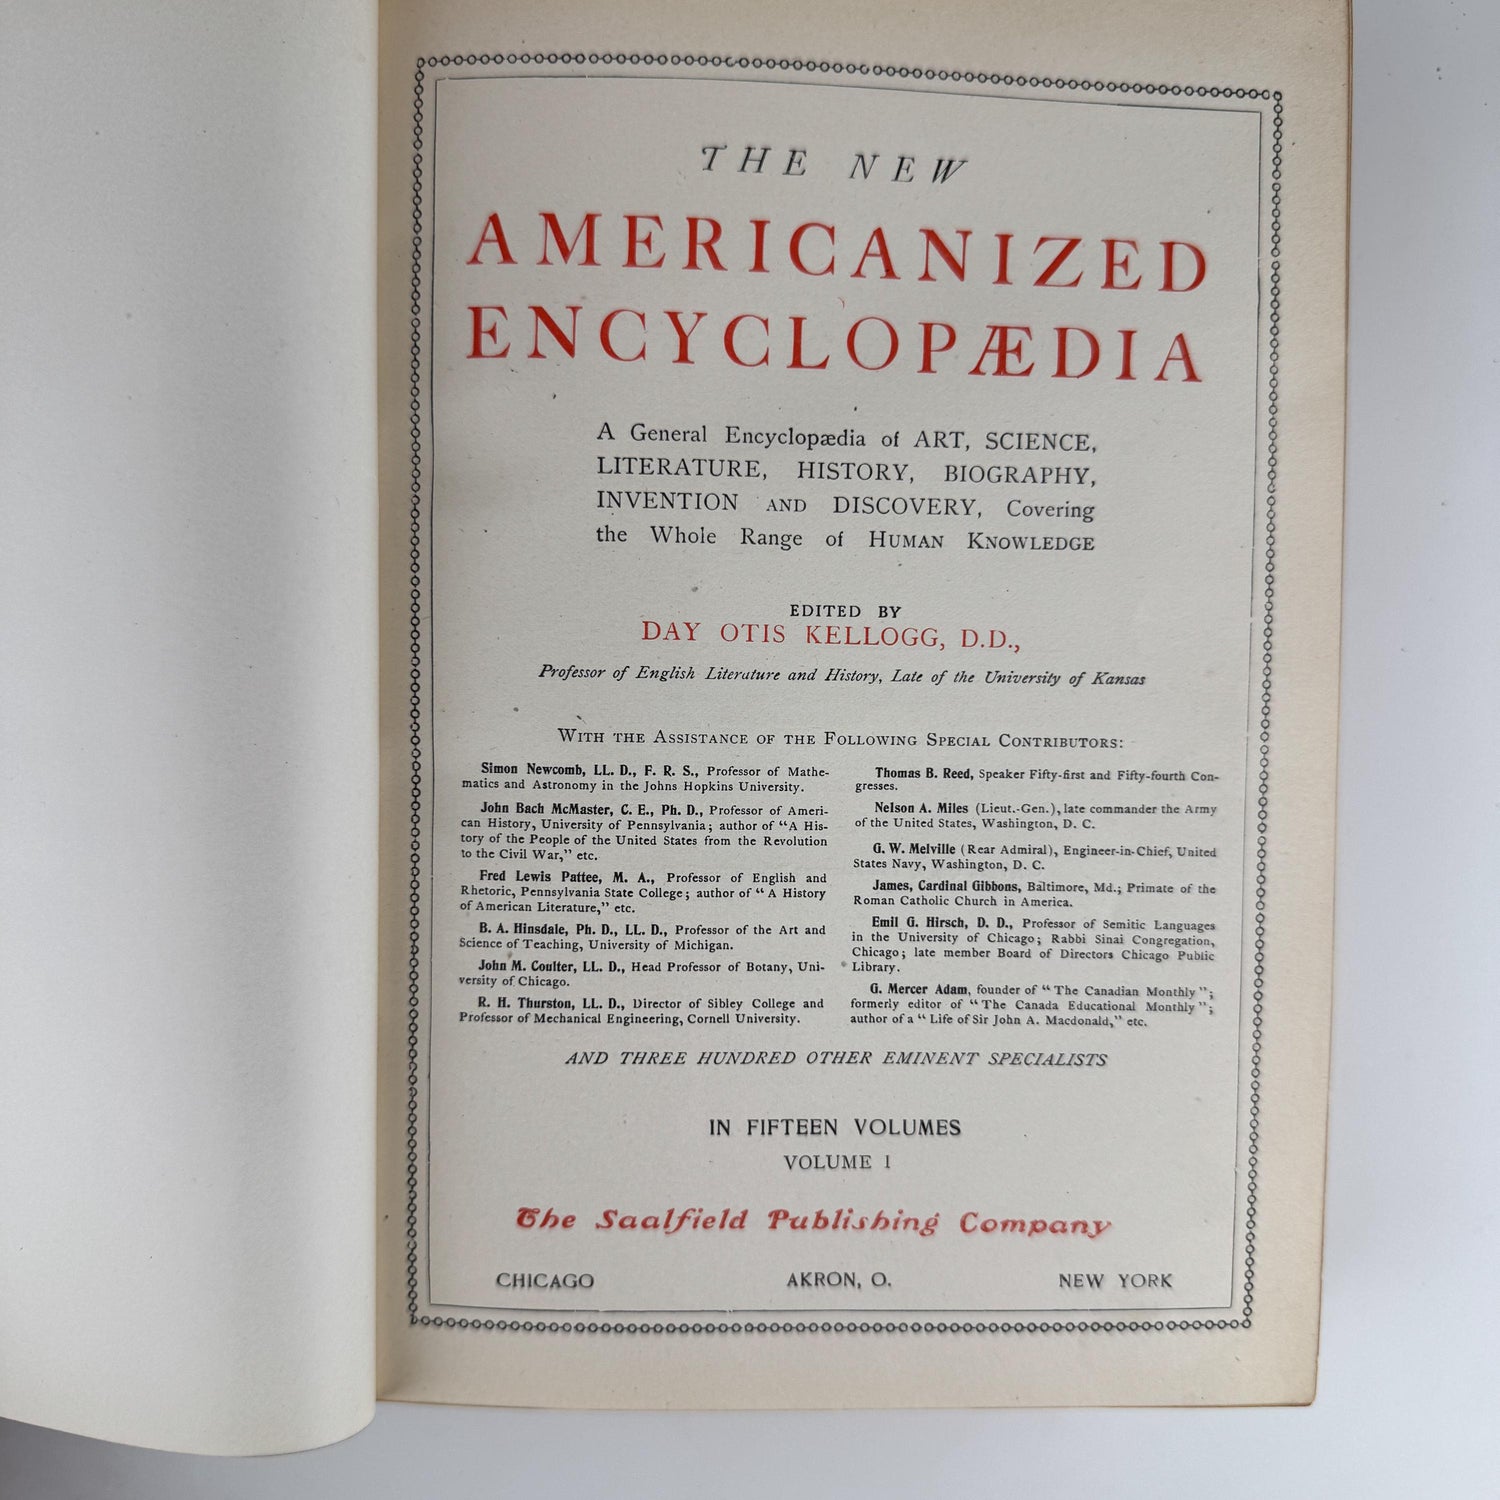 THE NEW
AMERICANIZED
ENCYCLOPÆDIA
A General Encyclopædia of ART, SCIENCE,
LITERATURE, HISTORY, BIOGRAPHY,
INVENTION AND DISCOVERY, Covering
the Whole Range of HUMAN KNOWLEDGE
EDITED BY
DAY OTIS KELLOGG, D.D.,
Professor of English Literature and History, Late of the University of Kansas
WITH THE ASSISTANCE OF THE FOLLOWING SPECIAL CONTRIBUTORS:
Simon Newcomb, LL. D., F. R. S., Professor of Mathe-
matics and Astronomy in the Johns Hopkins University.
John Bach McMaster, C. E., Ph. D., Professor of Ameri-
can History, University of Pennsylvania; author of "A His-
tory of the People of the United States from the Revolution
to the Civil War," etc.
Fred Lewis Pattee, M. A., Professor of English and
Rhetoric, Pennsylvania State College; author of "A History
of American Literature," etc.
B. A. Hinsdale, Ph. D., LL. D., Professor of the Art and
Science of Teaching, University of Michigan.
John M. Coulter, LL. D., Head Professor of Botany, Uni-
versity of Chicago.
R. H. Thurston, LL. D., Director of Sibley College and
Professor of Mechanical Engineering, Cornell University.
Thomas B. Reed, Speaker Fifty-first and Fifty-fourth Con-
gresses.
Nelson A. Miles (Lieut.-Gen.), late commander the Army
of the United States, Washington, D. C.
G. W. Melville (Rear Admiral), Engineer-in-Chief, United
States Navy, Washington, D. C.
James, Cardinal Gibbons, Baltimore, Md.; Primate of the
Roman Catholic Church in America.
Emil G. Hirsch, D. D., Professor of Semitic Languages
in the University of Chicago; Rabbi Sinai Congregation,
Chicago; late member Board of Directors Chicago Public
Library.
G. Mercer Adam, founder of "The Canadian Monthly";
formerly editor of "The Canada Educational Monthly";
author of a "Life of Sir John A. Macdonald," etc.
AND THREE HUNDRED OTHER EMINENT SPECIALISTS
IN FIFTEEN VOLUMES
VOLUME I
The Saalfield Publishing Company
CHICAGO AKRON, O. NEW YORK